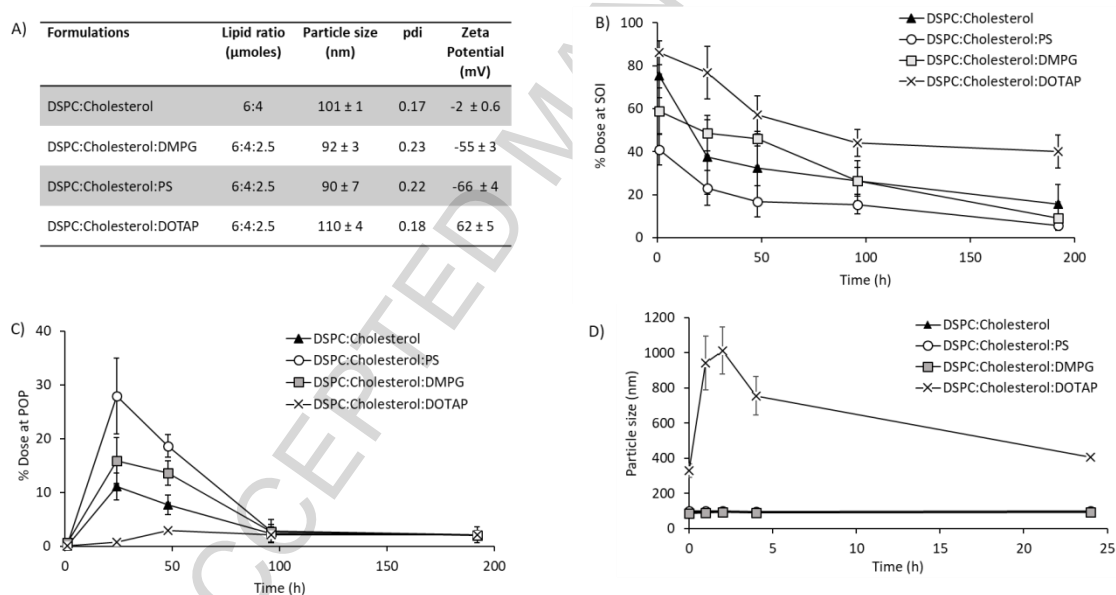 A)
Formulations Lipid ratio (μmoles) Particle size (nm) pdi Zeta Potential (mV)
DSPC:Cholesterol 6:4 101 ± 1 0.17 -2 ± 0.6
DSPC:Cholesterol:DMPG 6:4:2.5 92 ± 3 0.23 -55 ± 3
DSPC:Cholesterol:PS 6:4:2.5 90 ± 7 0.22 -66 ± 4
DSPC:Cholesterol:DOTAP 6:4:2.5 110 ± 4 0.18 62 ± 5
B)
DSPC:Cholesterol
DSPC:Cholesterol:PS
DSPC:Cholesterol:DMPG
DSPC:Cholesterol:DOTAP
% Dose at SOI
100
80
60
40
20
0
0 50 100 150 200
Time (h)
C)
DSPC:Cholesterol
DSPC:Cholesterol:PS
DSPC:Cholesterol:DMPG
DSPC:Cholesterol:DOTAP
% Dose at POP
40
30
20
10
0
0 50 100 150 200
Time (h)
D)
DSPC:Cholesterol
DSPC:Cholesterol:PS
DSPC:Cholesterol:DMPG
DSPC:Cholesterol:DOTAP
Particle size (nm)
1200
1000
800
600
400
200
0
0 5 10 15 20 25
Time (h)
CCEPTED MA